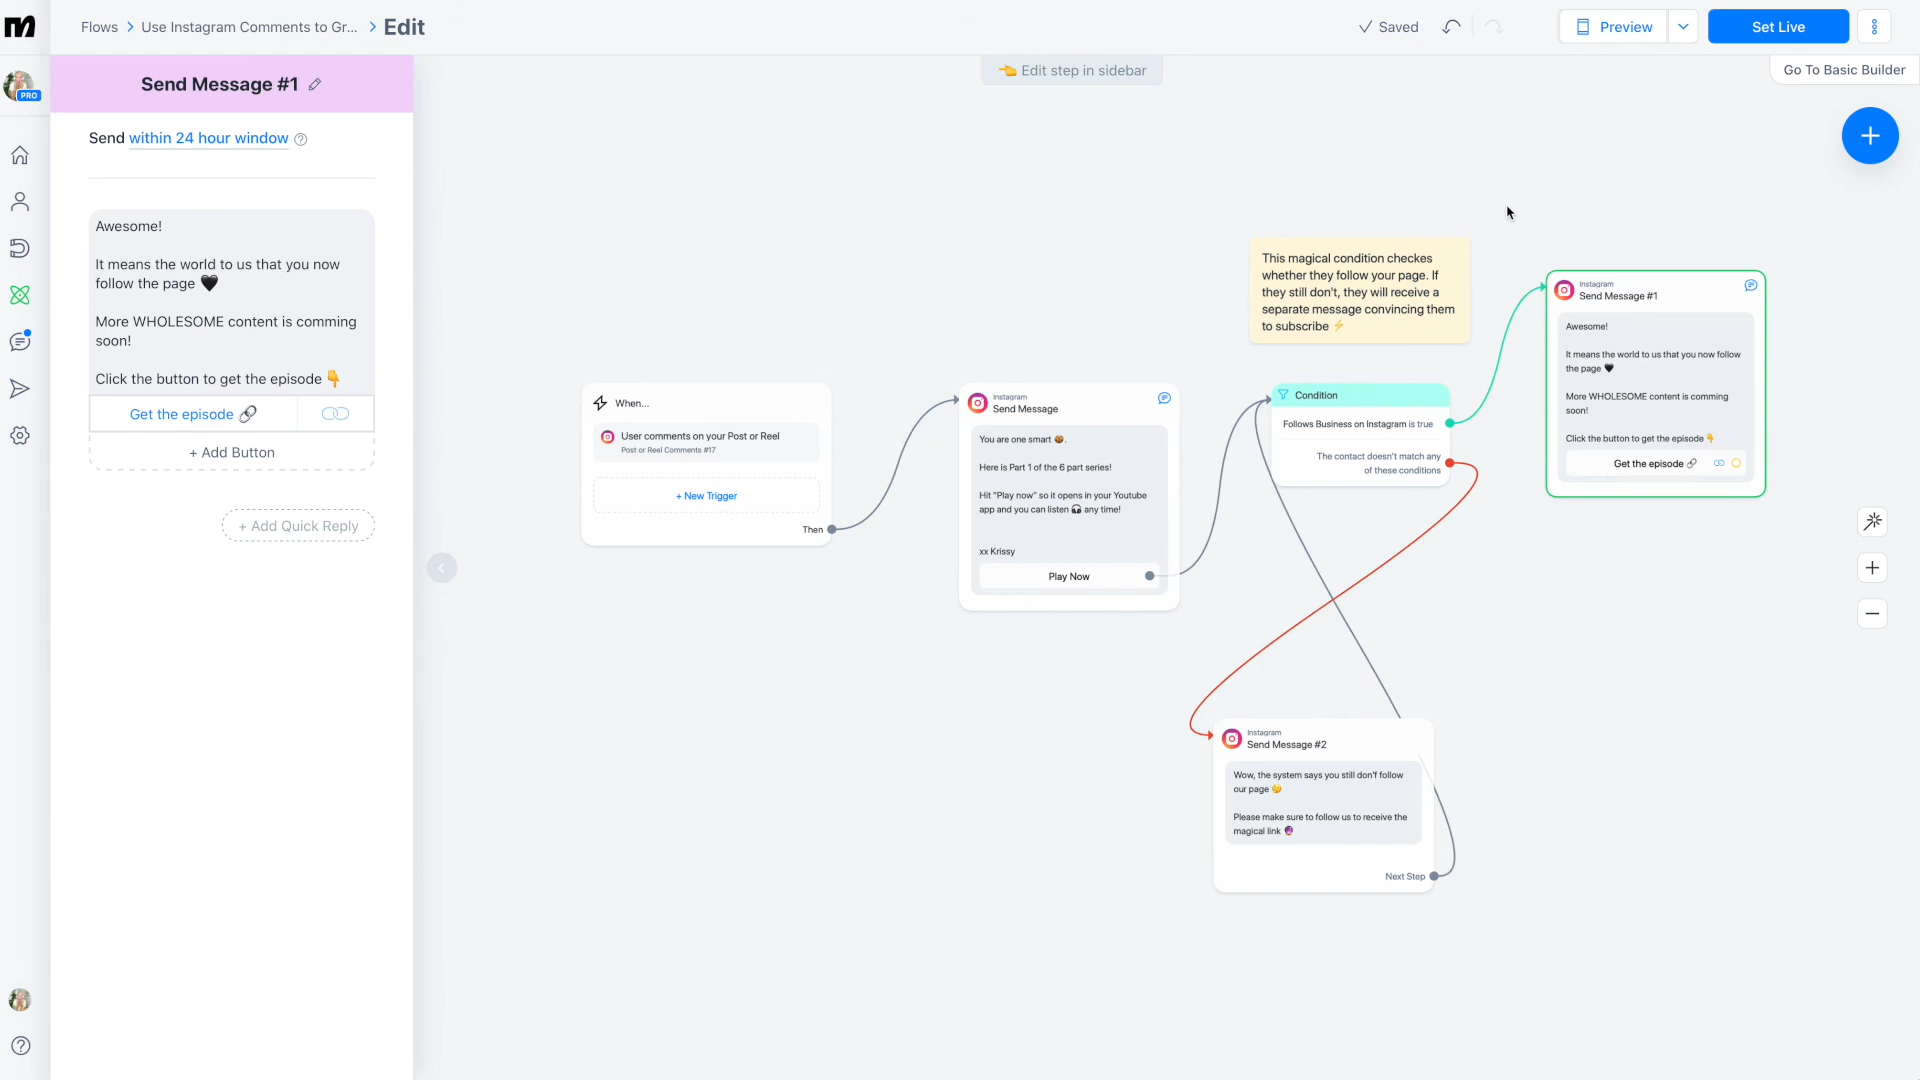 Flows
Use Instagram Comments to Gr...
Edit
Saved
Preview
Set Live
PRO
Send Message #1
👈 Edit step in sidebar
Go To Basic Builder
Send within 24 hour window
Awesome!
It means the world to us that you now
follow the page 🖤
More WHOLESOME content is comming
soon!
Click the button to get the episode 👇
Get the episode 🔗
+ Add Button
+ Add Quick Reply
When...
User comments on your Post or Reel
Post or Reel Comments #17
+ New Trigger
Then
Instagram
Send Message
You are one smart 🍪.
Here is Part 1 of the 6 part series!
Hit "Play now" so it opens in your Youtube
app and you can listen 🎧 any time!
xx Krissy
Play Now
This magical condition checkes
whether they follow your page. If
they still don't, they will receive a
separate message convincing them
to subscribe ⚡
Condition
Follows Business on Instagram is true
The contact doesn't match any
of these conditions
Instagram
Send Message #1
Awesome!
It means the world to us that you now follow
the page 🖤
More WHOLESOME content is comming
soon!
Click the button to get the episode 👇
Get the episode 🔗
Instagram
Send Message #2
Wow, the system says you still don't follow
our page 🤔
Please make sure to follow us to receive the
magical link 🔮
Next Step